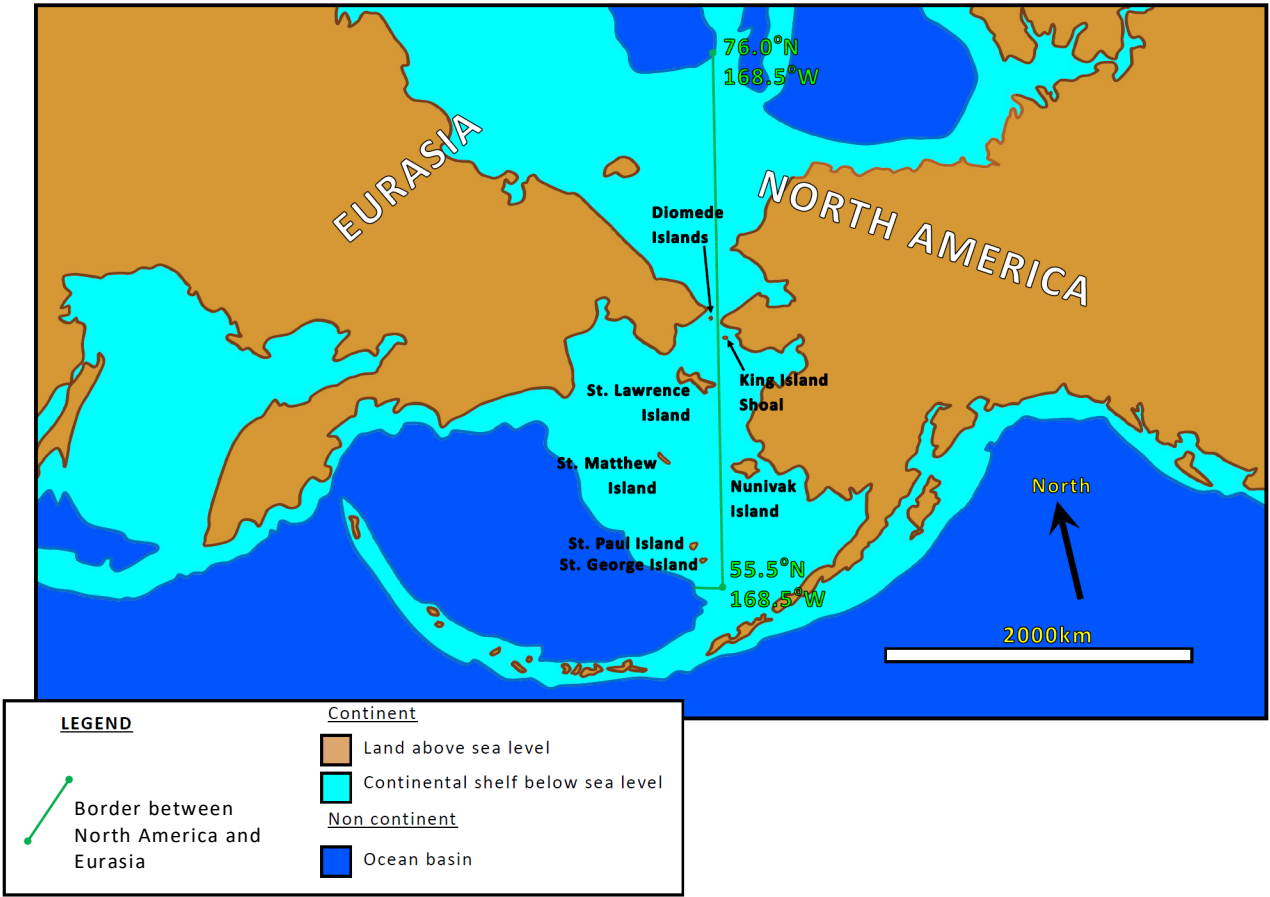 76.0°N
168.5°W
EURASIA
NORTH AMERICA
Diomede
Islands
King Island
Shoal
St. Lawrence
Island
St. Matthew
Island
Nunivak
Island
St. Paul Island
St. George Island
55.5°N
168.5°W
North
2000km
LEGEND
Border between
North America and
Eurasia
Continent
Land above sea level
Continental shelf below sea level
Non continent
Ocean basin